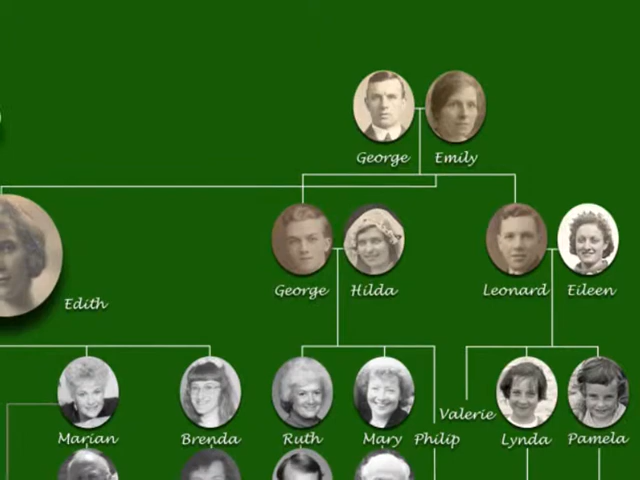 George Emily
Edith
George Hilda
Leonard Eileen
Marian Brenda Ruth Mary Philip
Valerie
Lynda Pamela